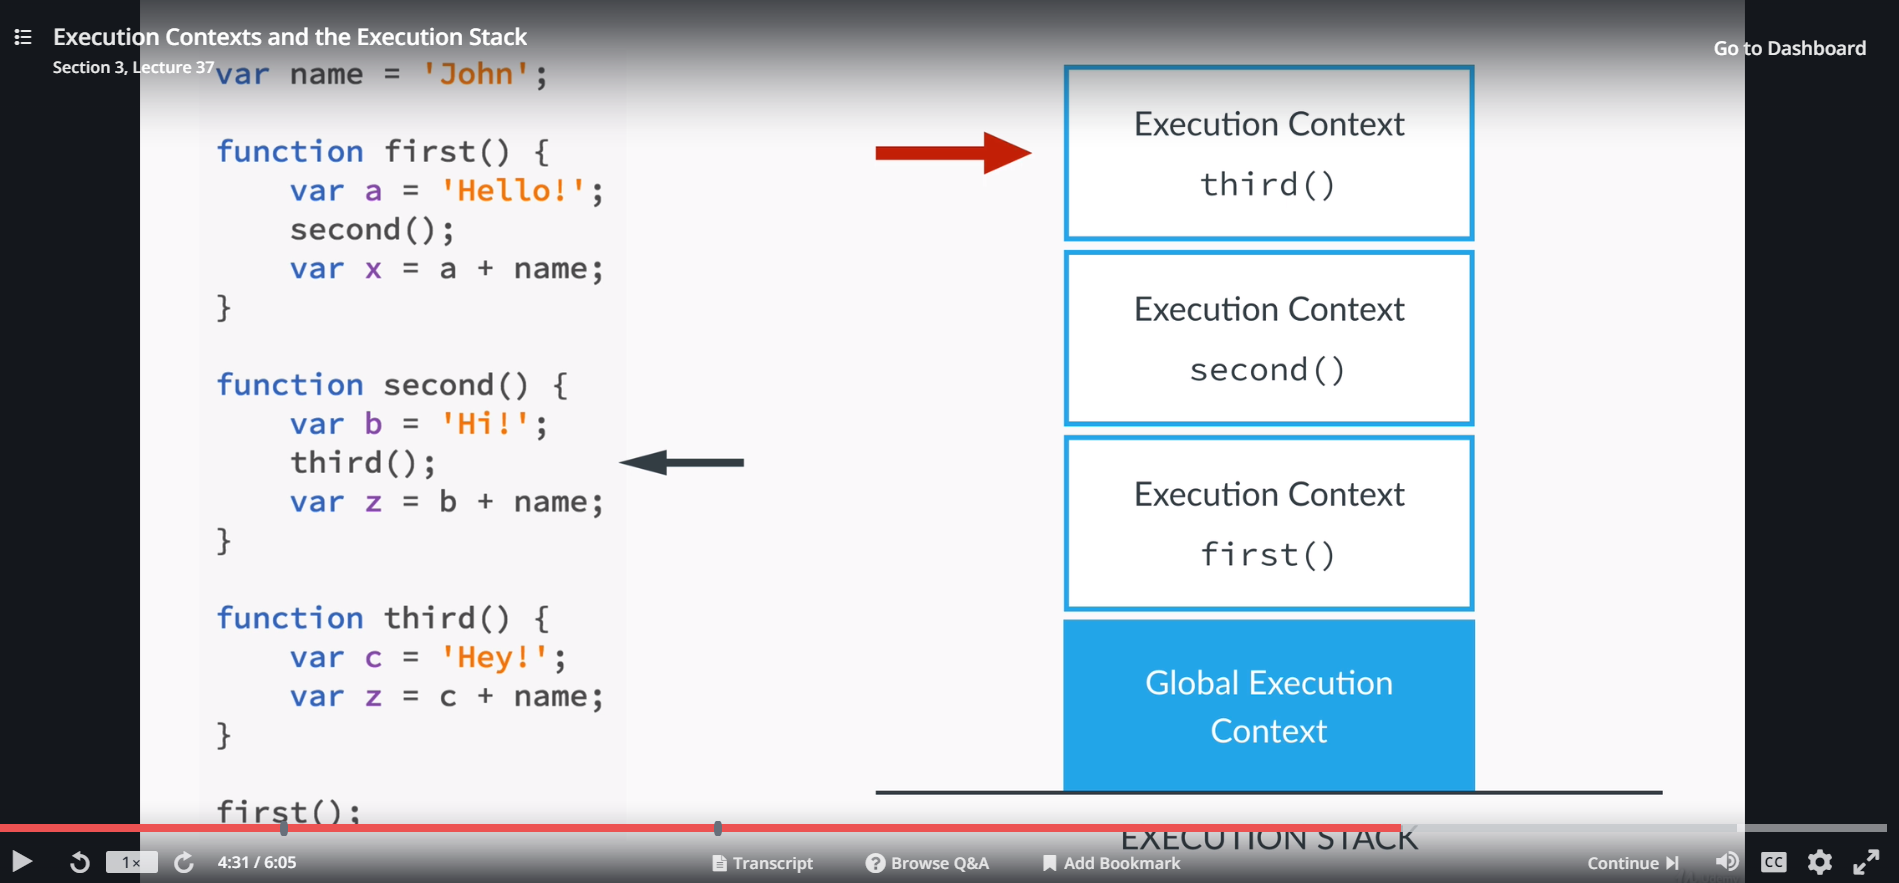 Execution Contexts and the Execution Stack
Section 3, Lecture 37
Go to Dashboard
var name = 'John';
function first() {
var a = 'Hello!';
second();
var x = a + name;
}
function second() {
var b = 'Hi!';
third();
var z = b + name;
}
function third() {
var c = 'Hey!';
var z = c + name;
}
first();
Execution Context
third()
Execution Context
second()
Execution Context
first()
Global Execution
Context
EXECUTION STACK
1×
4:31 / 6:05
Transcript
? Browse Q&A
Add Bookmark
Continue
CC